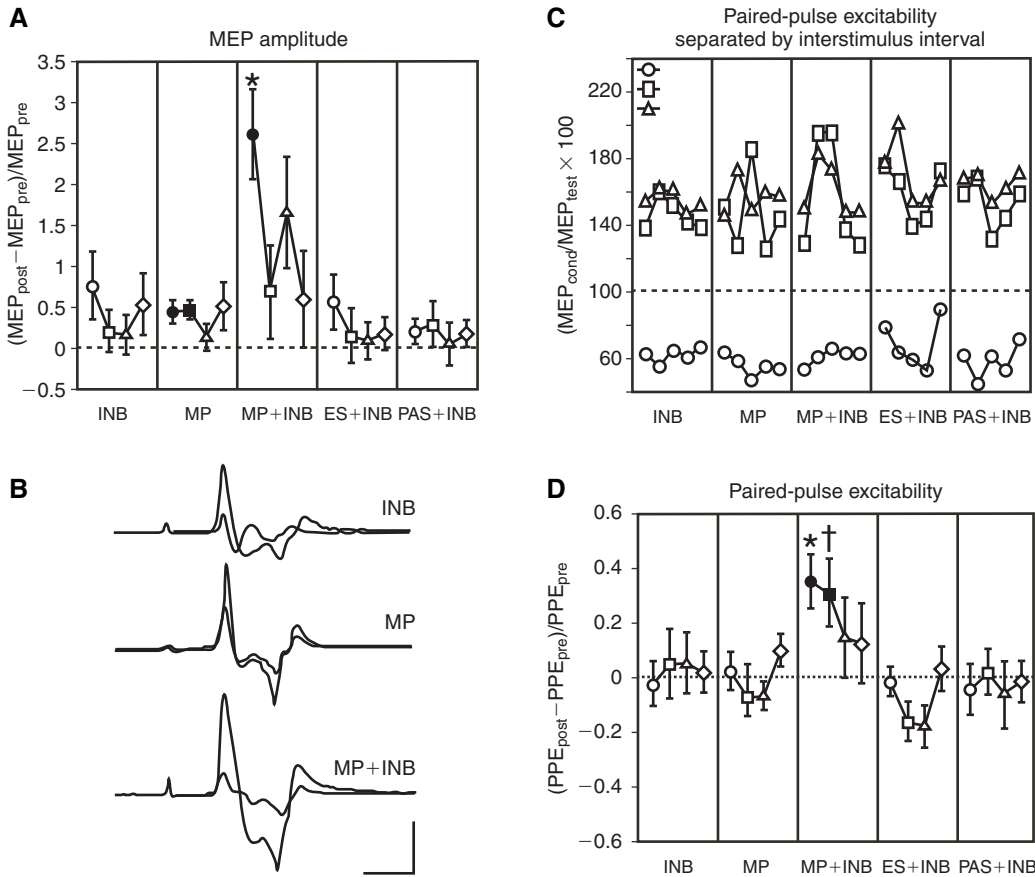 A
MEP amplitude
(MEPpost−MEPpre)/MEPpre
3.5
3
2.5
2
1.5
1
0.5
0
−0.5
*
INB MP MP+INB ES+INB PAS+INB
B
INB
MP
MP+INB
C
Paired-pulse excitability
separated by interstimulus interval
(MEPcond/MEPtest × 100
220
180
140
100
60
INB MP MP+INB ES+INB PAS+INB
D
Paired-pulse excitability
(PPEpost−PPEpre)/PPEpre
0.6
0.4
0.2
0
−0.2
−0.4
−0.6
* †
INB MP MP+INB ES+INB PAS+INB